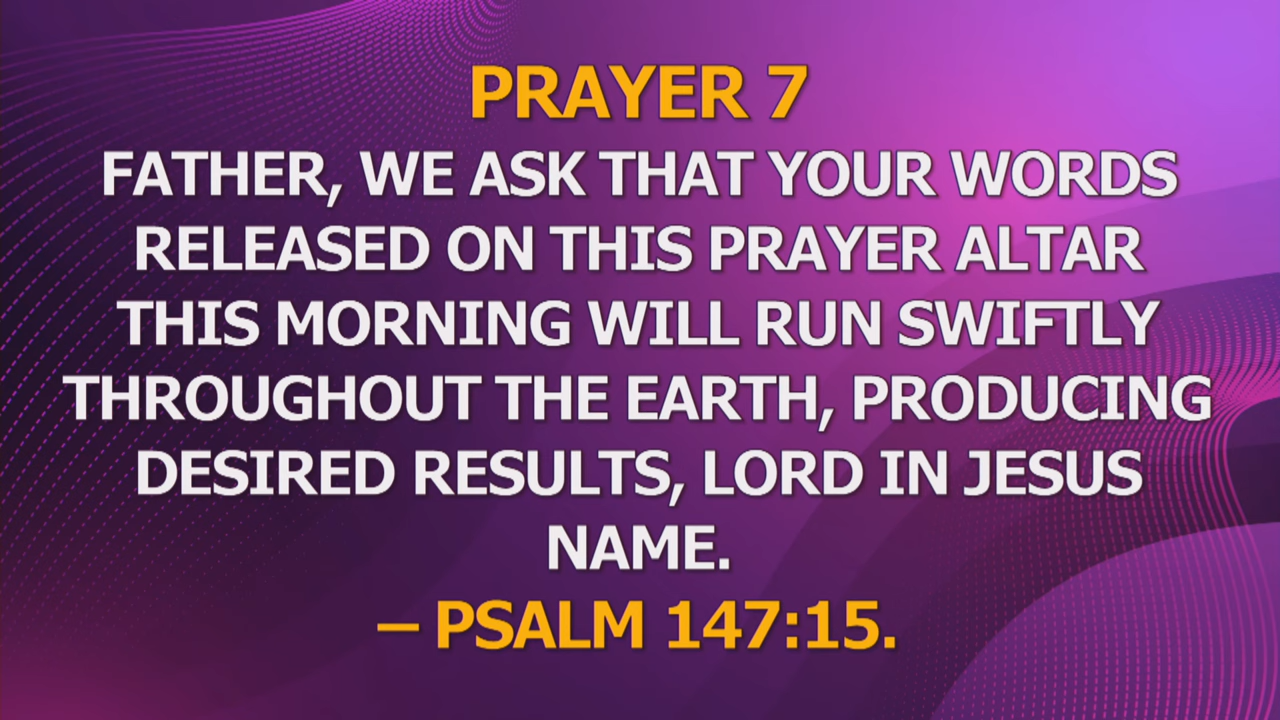 PRAYER 7
FATHER, WE ASK THAT YOUR WORDS
RELEASED ON THIS PRAYER ALTAR
THIS MORNING WILL RUN SWIFTLY
THROUGHOUT THE EARTH, PRODUCING
DESIRED RESULTS, LORD IN JESUS
NAME.
– PSALM 147:15.